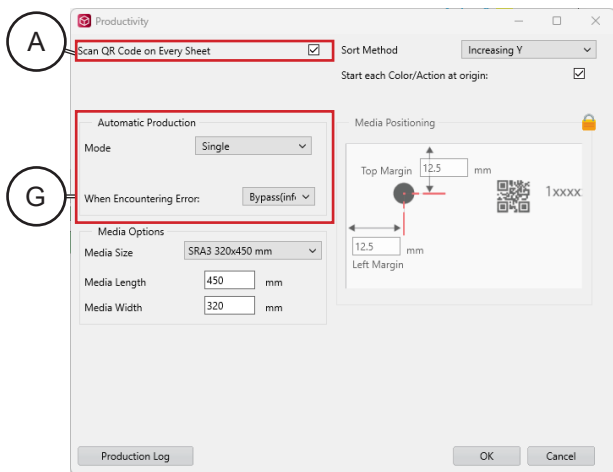 Productivity
A
Scan QR Code on Every Sheet
Sort Method Increasing Y
Start each Color/Action at origin:
Automatic Production
Mode Single
G
When Encountering Error: Bypass(info
Media Positioning
Top Margin 12.5 mm
1xxxx
12.5 mm
Left Margin
Media Options
Media Size SRA3 320x450 mm
Media Length 450 mm
Media Width 320 mm
Production Log OK Cancel